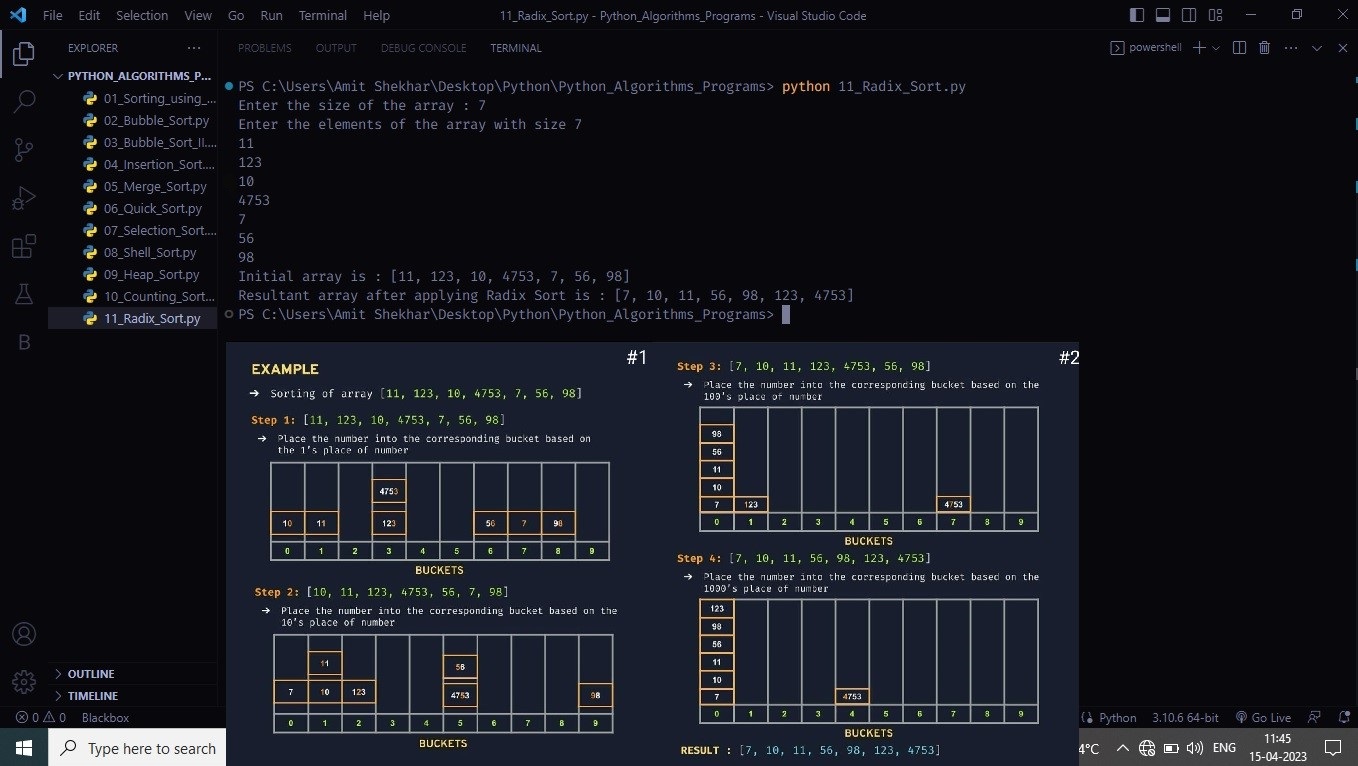 File Edit Selection View Go Run Terminal Help 11_Radix_Sort.py - Python_Algorithms_Programs - Visual Studio Code
EXPLORER
PYTHON_ALGORITHMS_P...
01_Sorting_using_...
02_Bubble_Sort.py
03_Bubble_Sort_II....
04_Insertion_Sort....
05_Merge_Sort.py
06_Quick_Sort.py
07_Selection_Sort....
08_Shell_Sort.py
09_Heap_Sort.py
10_Counting_Sort...
11_Radix_Sort.py
OUTLINE
TIMELINE
PROBLEMS OUTPUT DEBUG CONSOLE TERMINAL powershell
PS C:\Users\Amit Shekhar\Desktop\Python\Python_Algorithms_Programs> python 11_Radix_Sort.py
Enter the size of the array : 7
Enter the elements of the array with size 7
11
123
10
4753
7
56
98
Initial array is : [11, 123, 10, 4753, 7, 56, 98]
Resultant array after applying Radix Sort is : [7, 10, 11, 56, 98, 123, 4753]
PS C:\Users\Amit Shekhar\Desktop\Python\Python_Algorithms_Programs>
#1
EXAMPLE
→ Sorting of array [11, 123, 10, 4753, 7, 56, 98]
Step 1: [11, 123, 10, 4753, 7, 56, 98]
→ Place the number into the corresponding bucket based on
the 1's place of number
4753
10 11 123 56 7 98
0 1 2 3 4 5 6 7 8 9
BUCKETS
Step 2: [10, 11, 123, 4753, 56, 7, 98]
→ Place the number into the corresponding bucket based on the
10's place of number
11 56
7 10 123 4753 98
0 1 2 3 4 5 6 7 8 9
BUCKETS
#2
Step 3: [7, 10, 11, 123, 4753, 56, 98]
→ Place the number into the corresponding bucket based on the
100's place of number
98
56
11
10
7 123 4753
0 1 2 3 4 5 6 7 8 9
BUCKETS
Step 4: [7, 10, 11, 56, 98, 123, 4753]
→ Place the number into the corresponding bucket based on the
1000's place of number
123
98
56
11
10
7 4753
0 1 2 3 4 5 6 7 8 9
BUCKETS
RESULT : [7, 10, 11, 56, 98, 123, 4753]
0 0 Blackbox Python 3.10.6 64-bit Go Live
Type here to search 4°C ENG 11:45
15-04-2023